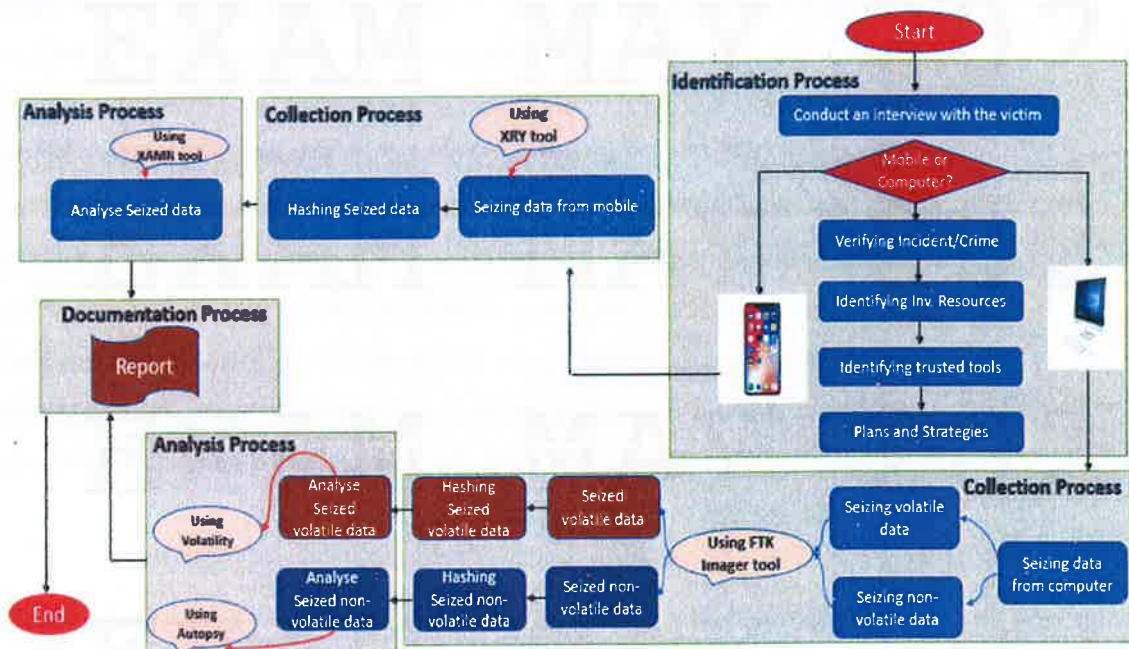 Start
Identification Process
Conduct an interview with the victim
Mobile or
Computer?
Verifying Incident/Crime
Identifying Inv. Resources
Identifying trusted tools
Plans and Strategies
Collection Process
Using
XRY tool
Seizing data from mobile
Hashing Seized data
Analysis Process
Using
XAMN tool
Analyse Seized data
Documentation Process
Report
Collection Process
Seizing data
from computer
Seizing volatile
data
Seizing non-
volatile data
Using FTK
Imager tool
Seized
volatile data
Seized non-
volatile data
Hashing
Seized
volatile data
Hashing
Seized non-
volatile data
Analysis Process
Analyse
Seized
volatile data
Analyse
Seized non-
volatile data
Using
Volatility
Using
Autopsy
End